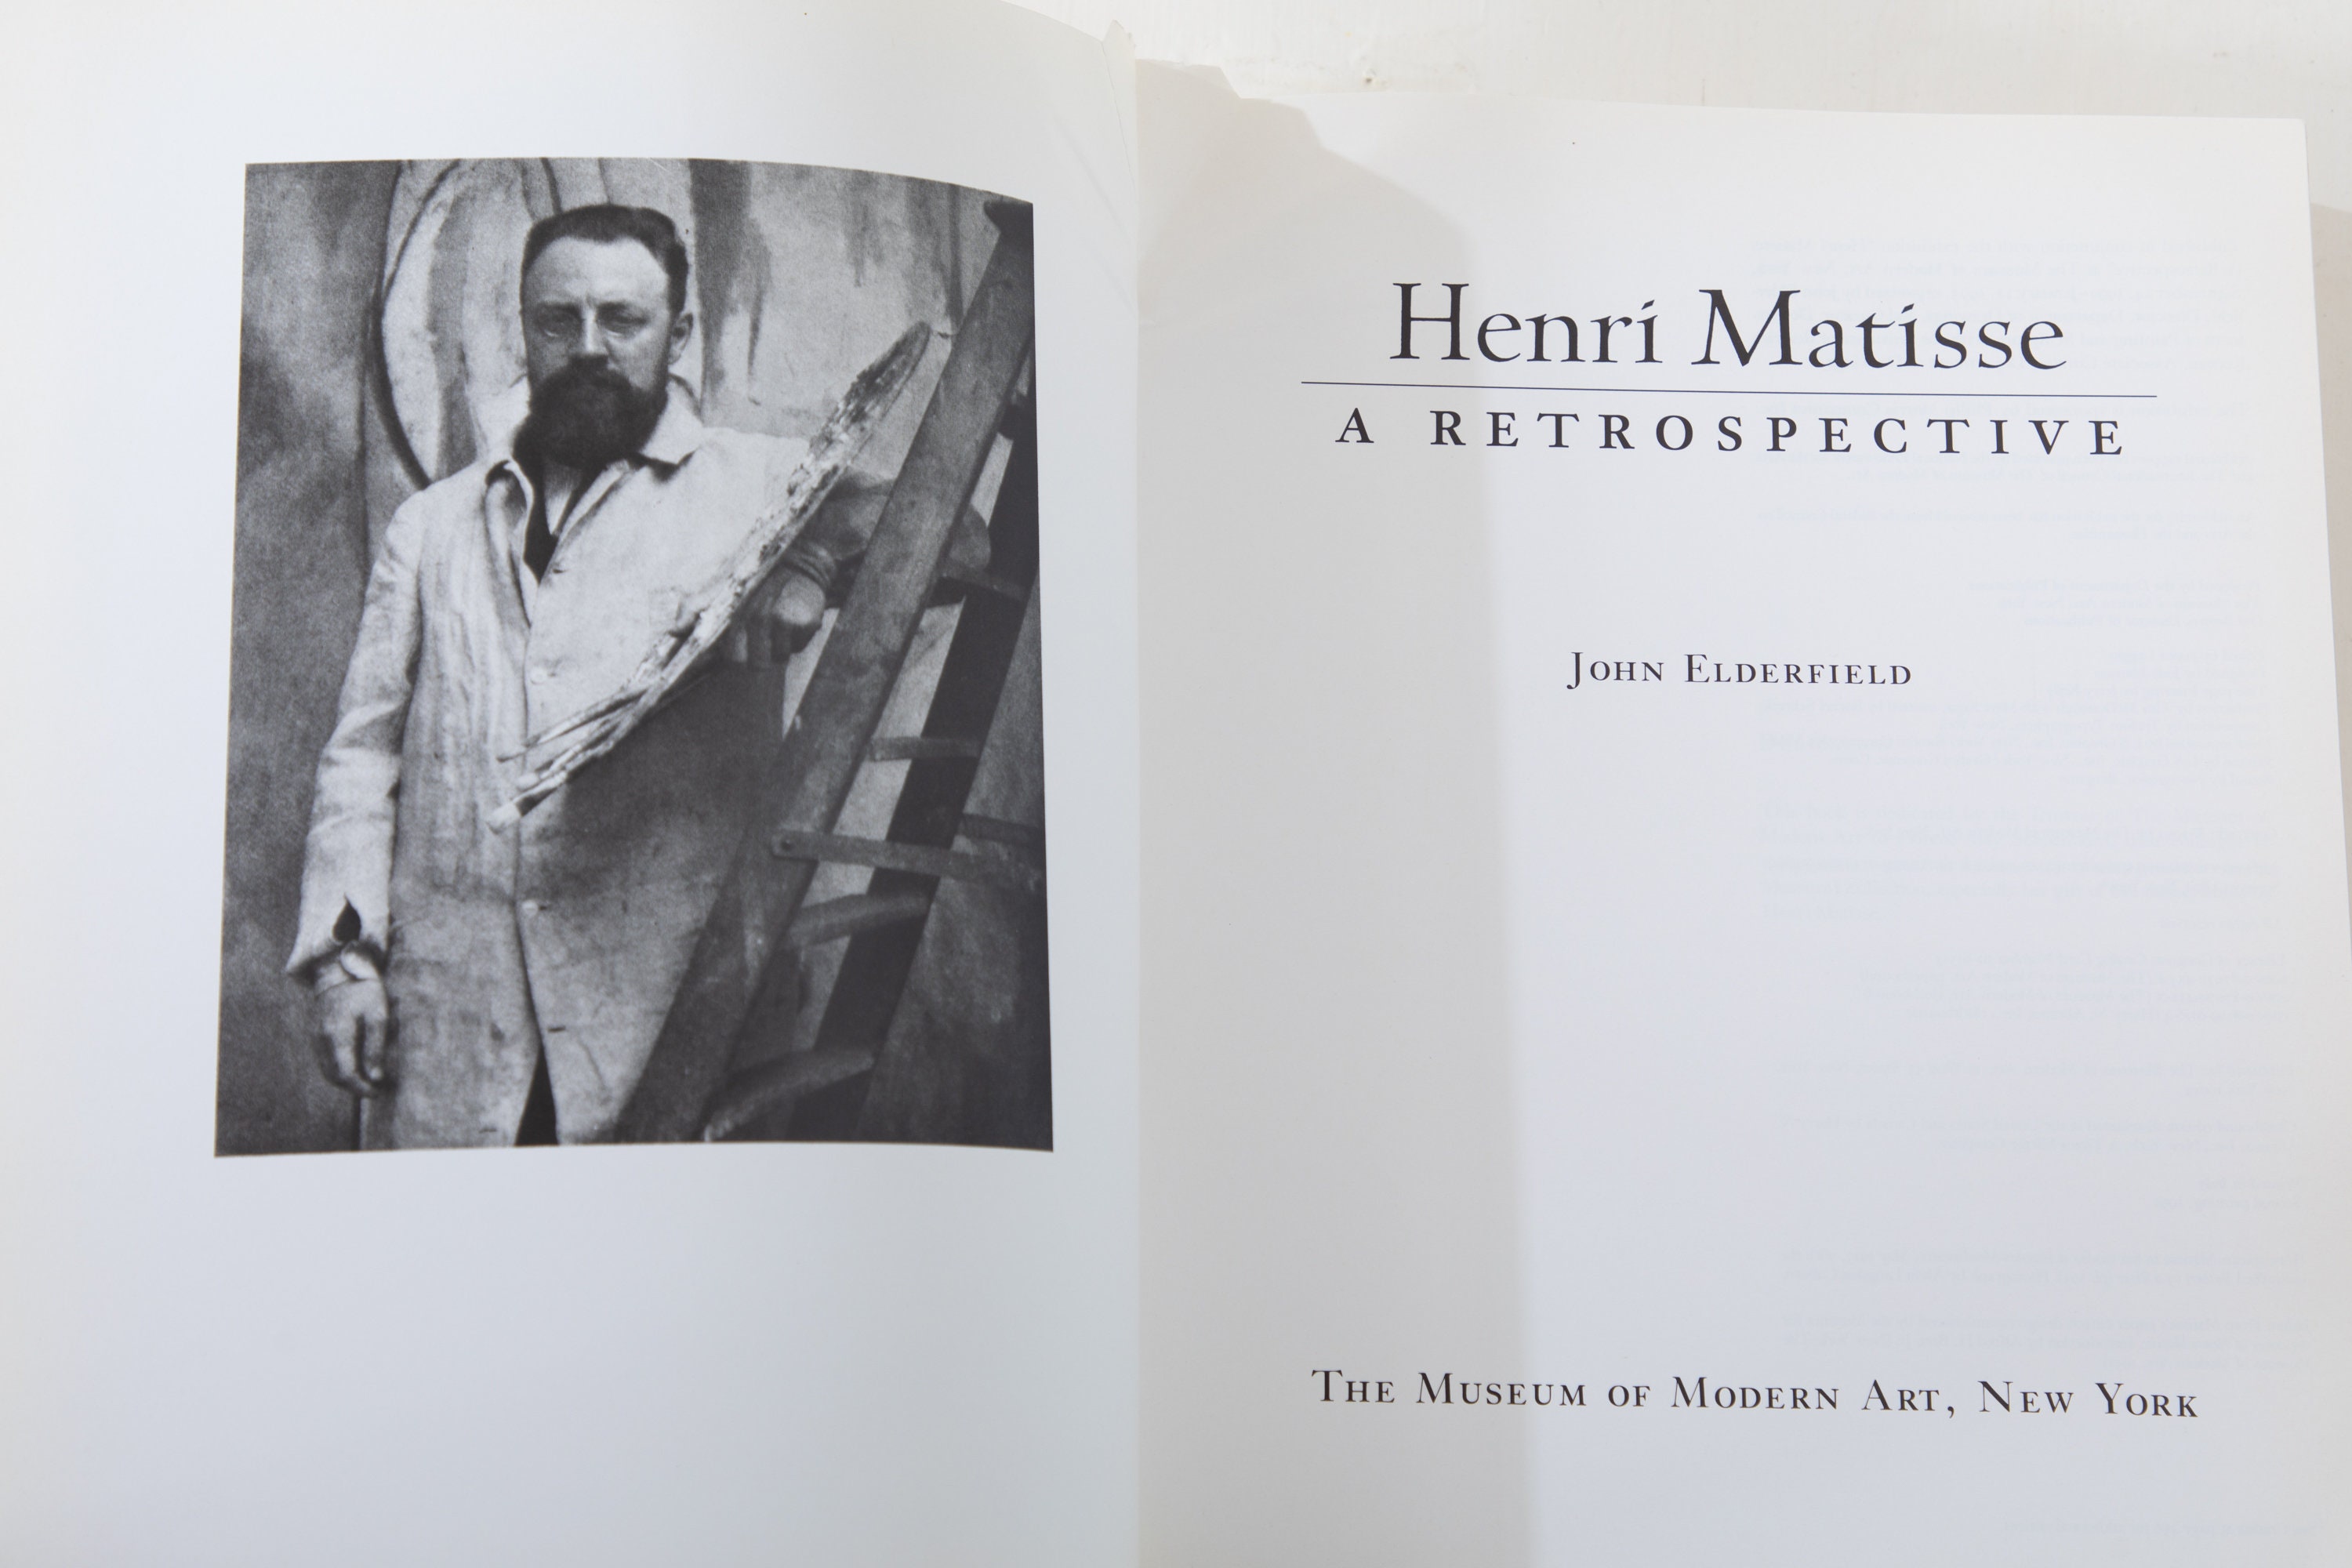 Henri Matisse
A RETROSPECTIVE
JOHN ELDERFIELD
THE MUSEUM OF MODERN ART, NEW YORK